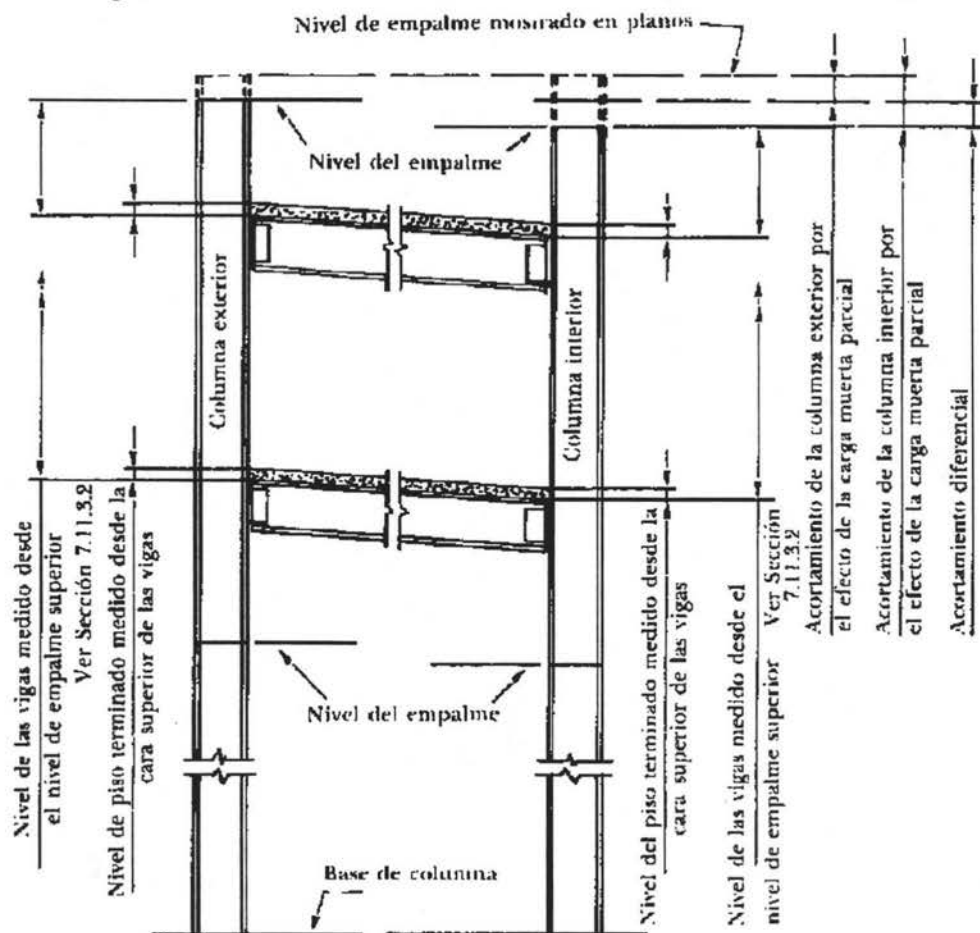 Nivel de empalme mostrado en planos
Nivel del empalme
Columna exterior
Columna interior
Nivel del empalme
Base de columna
Nivel de las vigas medido desde
el nivel de empalme superior
Ver Sección 7.11.3.2
Nivel de piso terminado medido desde la
cara superior de las vigas
Nivel del piso terminado medido desde la
cara superior de las vigas
Nivel de las vigas medido desde el
nivel de empalme superior
Ver Sección
7.11.3.2
Acortamiento de la columna exterior por
el efecto de la carga muerta parcial
Acortamiento de la columna interior por
el efecto de la carga muerta parcial
Acortamiento diferencial